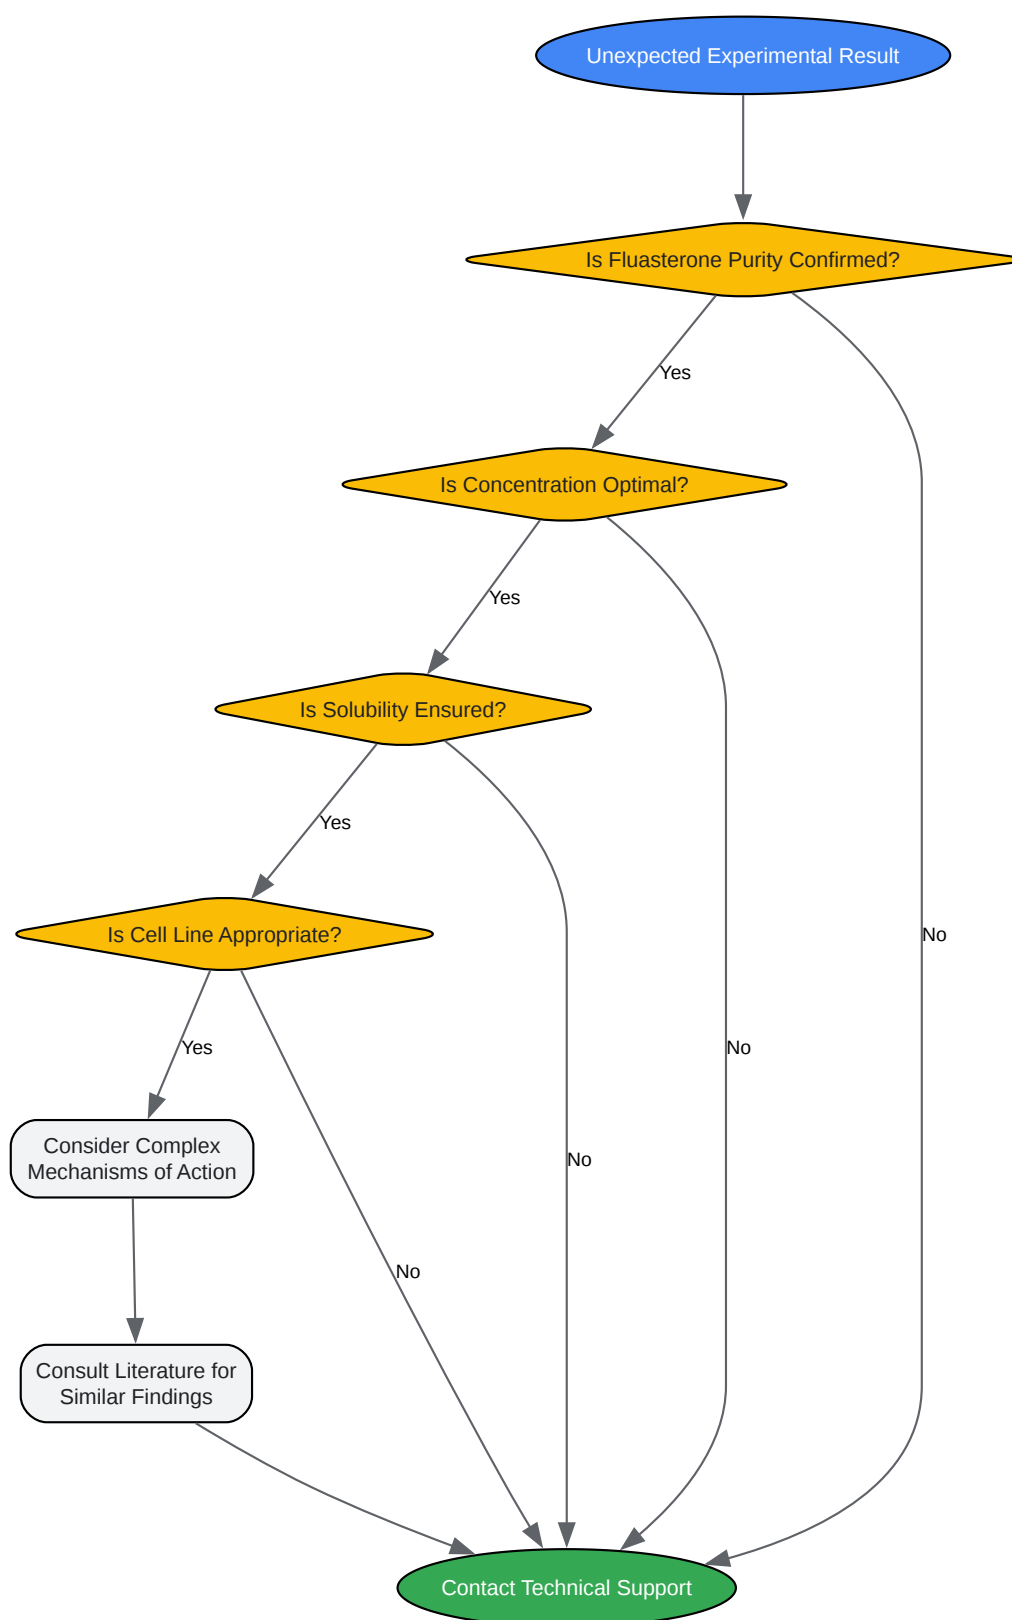 Unexpected Experimental Result
Is Fluasterone Purity Confirmed?
Yes
Is Concentration Optimal?
Yes
Is Solubility Ensured?
Yes
Is Cell Line Appropriate?
No
Yes
No
Consider Complex
Mechanisms of Action
No
No
Consult Literature for
Similar Findings
Contact Technical Support